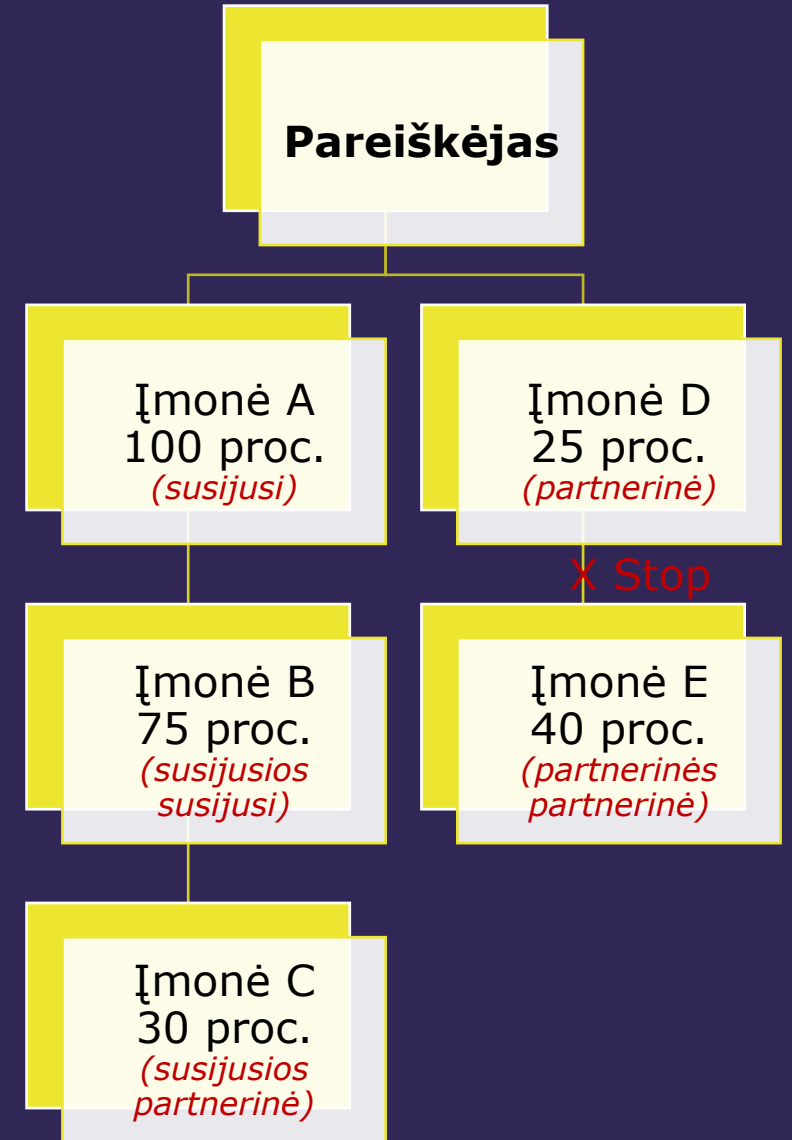 Pareiškėjas
Įmonė A
100 proc.
(susijusi)
Įmonė D
25 proc.
(partnerinė)
X Stop
Įmonė B
75 proc.
(susijusios
susijusi)
Įmonė E
40 proc.
(partnerinės
partnerinė)
Įmonė C
30 proc.
(susijusios
partnerinė)